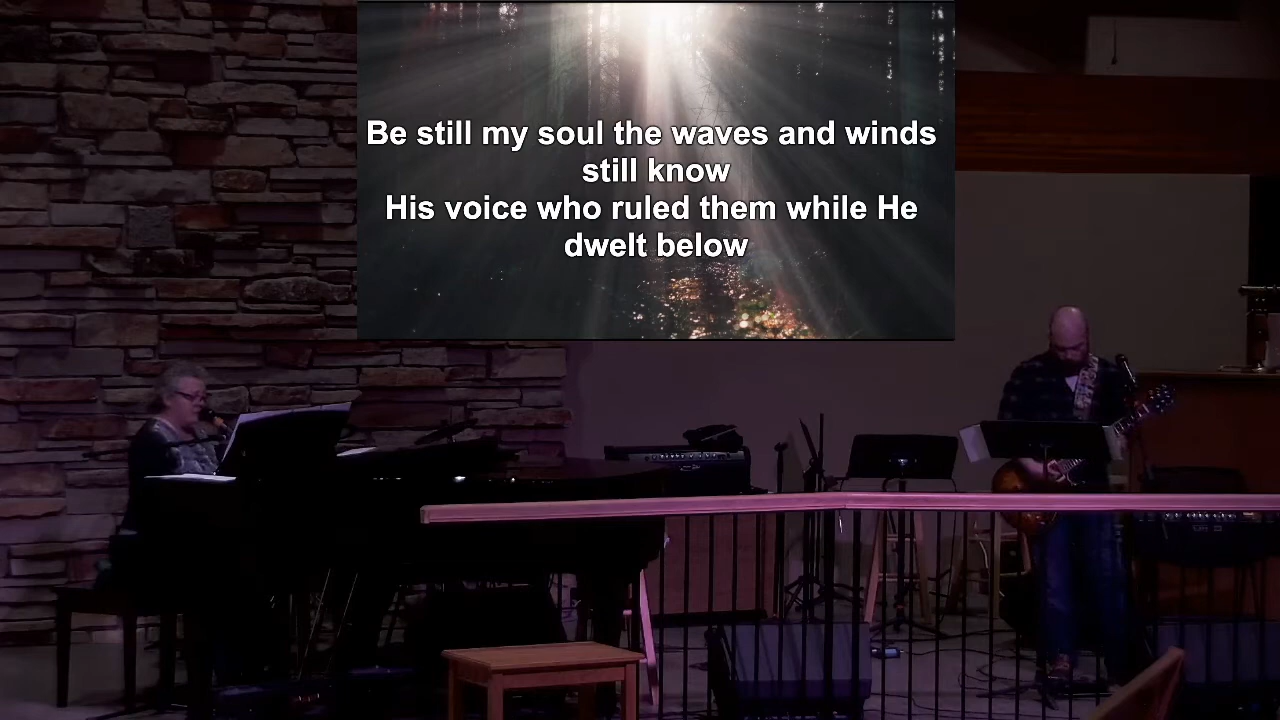 Be still my soul the waves and winds
still know
His voice who ruled them while He
dwelt below